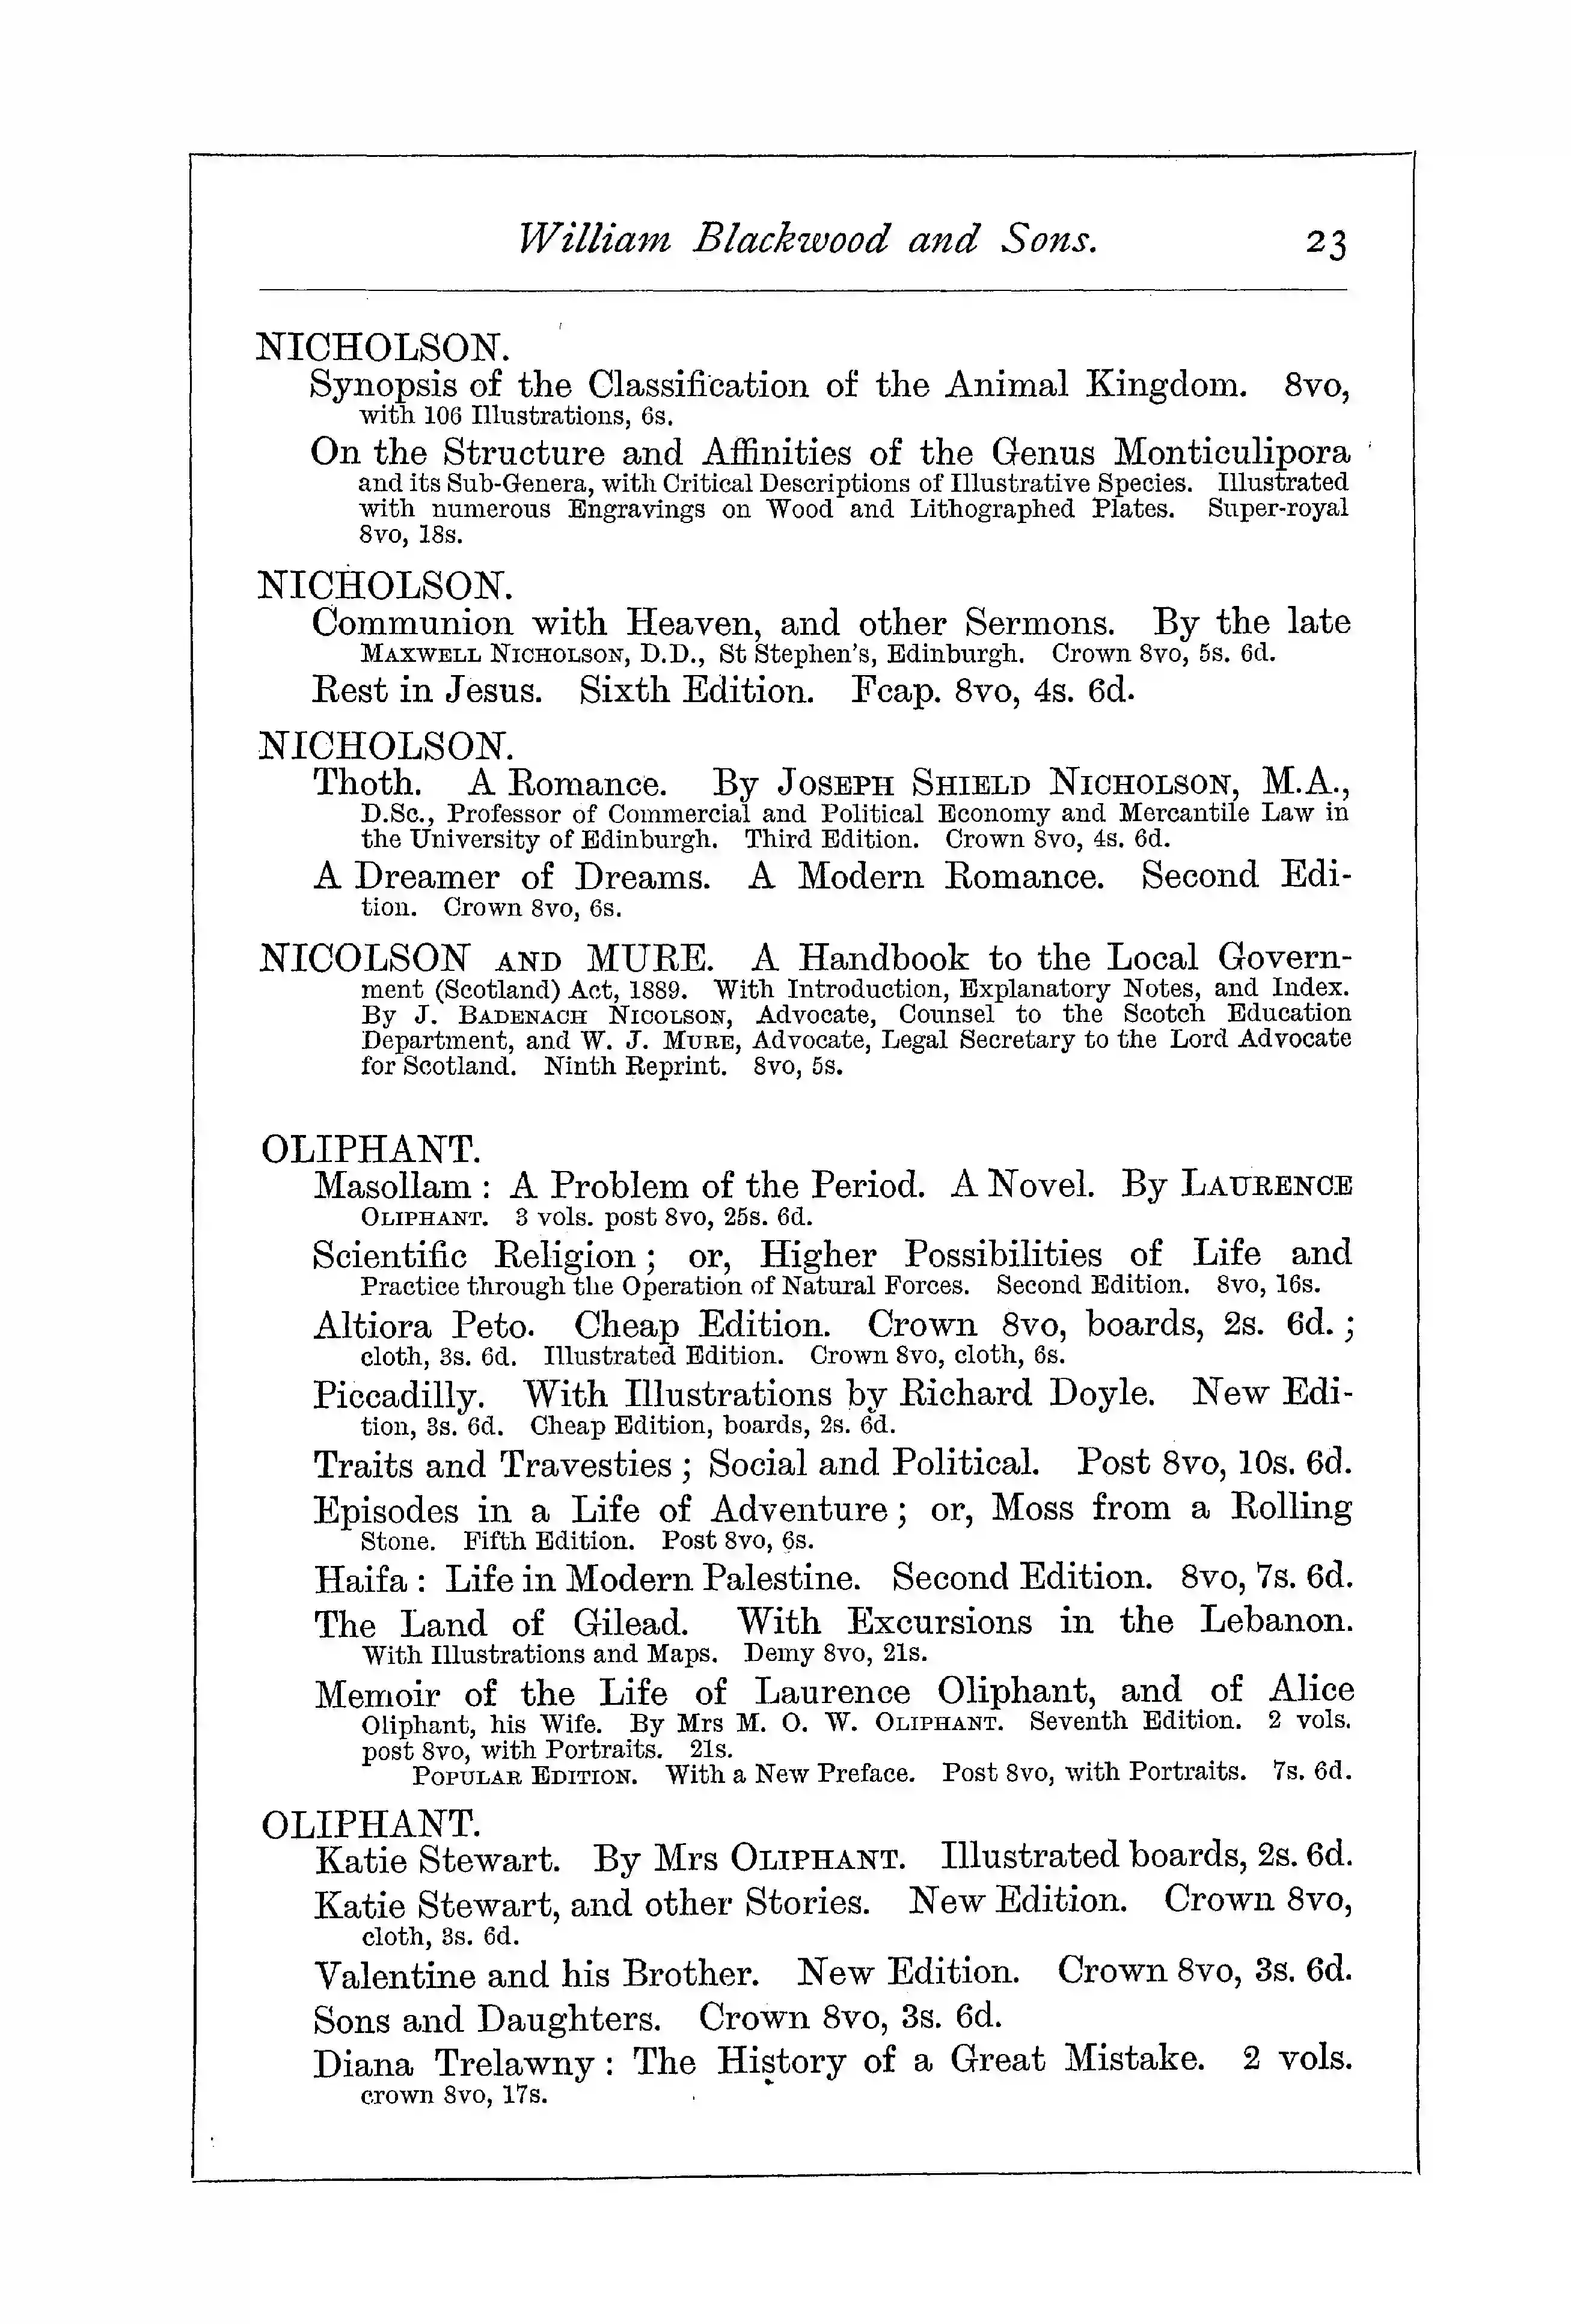 William Blackwood and Sons. 23
NICHOLSON.
Synopsis of the Classification of the Animal Kingdom. 8vo,
with 106 Illustrations, 6s.
On the Structure and Affinities of the Genus Monticulipora
and its Sub-Genera, with Critical Descriptions of Illustrative Species. Illustrated
with numerous Engravings on Wood and Lithographed Plates. Super-royal
8vo, 18s.
NICHOLSON.
Communion with Heaven, and other Sermons. By the late
MAXWELL NICHOLSON, D.D., St Stephen's, Edinburgh. Crown 8vo, 5s. 6d.
Rest in Jesus. Sixth Edition. Fcap. 8vo, 4s. 6d.
NICHOLSON.
Thoth. A Romance. By JOSEPH SHIELD NICHOLSON, M.A.,
D.Sc., Professor of Commercial and Political Economy and Mercantile Law in
the University of Edinburgh. Third Edition. Crown 8vo, 4s. 6d.
A Dreamer of Dreams. A Modern Romance. Second Edi-
tion. Crown 8vo, 6s.
NICOLSON AND MURE. A Handbook to the Local Govern-
ment (Scotland) Act, 1889. With Introduction, Explanatory Notes, and Index.
By J. BADENACH NICOLSON, Advocate, Counsel to the Scotch Education
Department, and W. J. MURE, Advocate, Legal Secretary to the Lord Advocate
for Scotland. Ninth Reprint. 8vo, 5s.
OLIPHANT.
Masollam : A Problem of the Period. A Novel. By LAURENCE
OLIPHANT. 3 vols. post 8vo, 25s. 6d.
Scientific Religion ; or, Higher Possibilities of Life and
Practice through the Operation of Natural Forces. Second Edition. 8vo, 16s.
Altiora Peto. Cheap Edition. Crown 8vo, boards, 2s. 6d. ;
cloth, 3s. 6d. Illustrated Edition. Crown 8vo, cloth, 6s.
Piccadilly. With Illustrations by Richard Doyle. New Edi-
tion, 3s. 6d. Cheap Edition, boards, 2s. 6d.
Traits and Travesties ; Social and Political. Post 8vo, 10s. 6d.
Episodes in a Life of Adventure ; or, Moss from a Rolling
Stone. Fifth Edition. Post 8vo, 6s.
Haifa : Life in Modern Palestine. Second Edition. 8vo, 7s. 6d.
The Land of Gilead. With Excursions in the Lebanon.
With Illustrations and Maps. Demy 8vo, 21s.
Memoir of the Life of Laurence Oliphant, and of Alice
Oliphant, his Wife. By Mrs M. O. W. OLIPHANT. Seventh Edition. 2 vols.
post 8vo, with Portraits. 21s.
POPULAR EDITION. With a New Preface. Post 8vo, with Portraits. 7s. 6d.
OLIPHANT.
Katie Stewart. By Mrs OLIPHANT. Illustrated boards, 2s. 6d.
Katie Stewart, and other Stories. New Edition. Crown 8vo,
cloth, 3s. 6d.
Valentine and his Brother. New Edition. Crown 8vo, 3s. 6d.
Sons and Daughters. Crown 8vo, 3s. 6d.
Diana Trelawny : The History of a Great Mistake. 2 vols.
crown 8vo, 17s.